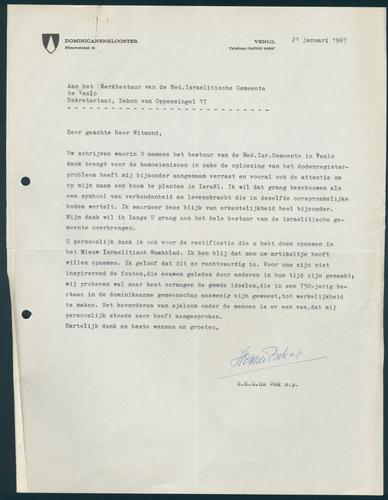 DOMINICANENKLOOSTER
Nieuwstraat 41
VENLO,
21 januari 1967
Aan het Kerkbestuur van de Ned.Israelitische Gemeente
te Venlo
Sekretariaat, Deken van Oppensingel 17
Zeer geachte Heer Witmond,
Uw schrijven waarin U namens het bestuur van de Ned.Isr.Gemeente in Venlo
dank brengt voor de bemoeienissen in zake de oplossing van het dodenregister-
probleem heeft mij bijzonder aangenaam verrast en vooral ook de attentie om
op mijn naam een boom te planten in Israël. Ik wil dat graag beschouwen als
een symbool van verbondenheid en levenskracht die in dezelfde oorspronkelijke
bodem wortelt. Ik waardeer deze blijk van erkentelijkheid heel bijzonder.
Mijn dank wil ik langs U graag aan het hele bestuur van de israelitische ge-
meente overbrengen.
U persoonlijk dank ik ook voor de rectificatie die u hebt doen opnemen in
het Nieuw Israelitisch Weekblad. Ik ben blij dat men uw artikeltje heeft
willen opnemen. Ik geloof dat dit zo rechtvaardig is. Voor ons zijn niet
inspirerend de fouten,die eeuwen geleden door anderen in hun tijd zijn gemaakt;
wij proberen wel naar best vermogen de goede idealen,die in een 750-jarig be-
staan in de dominikaanse gemeenschap aanwezig zijn geweest,tot werkelijkheid
te maken. Het bevorderen van sjaloom onder de mensen is er een van,dat mij
persoonlijk steeds zeer heeft aangesproken.
Hartelijk dank en beste wensen en groeten,
de Bok o.p.